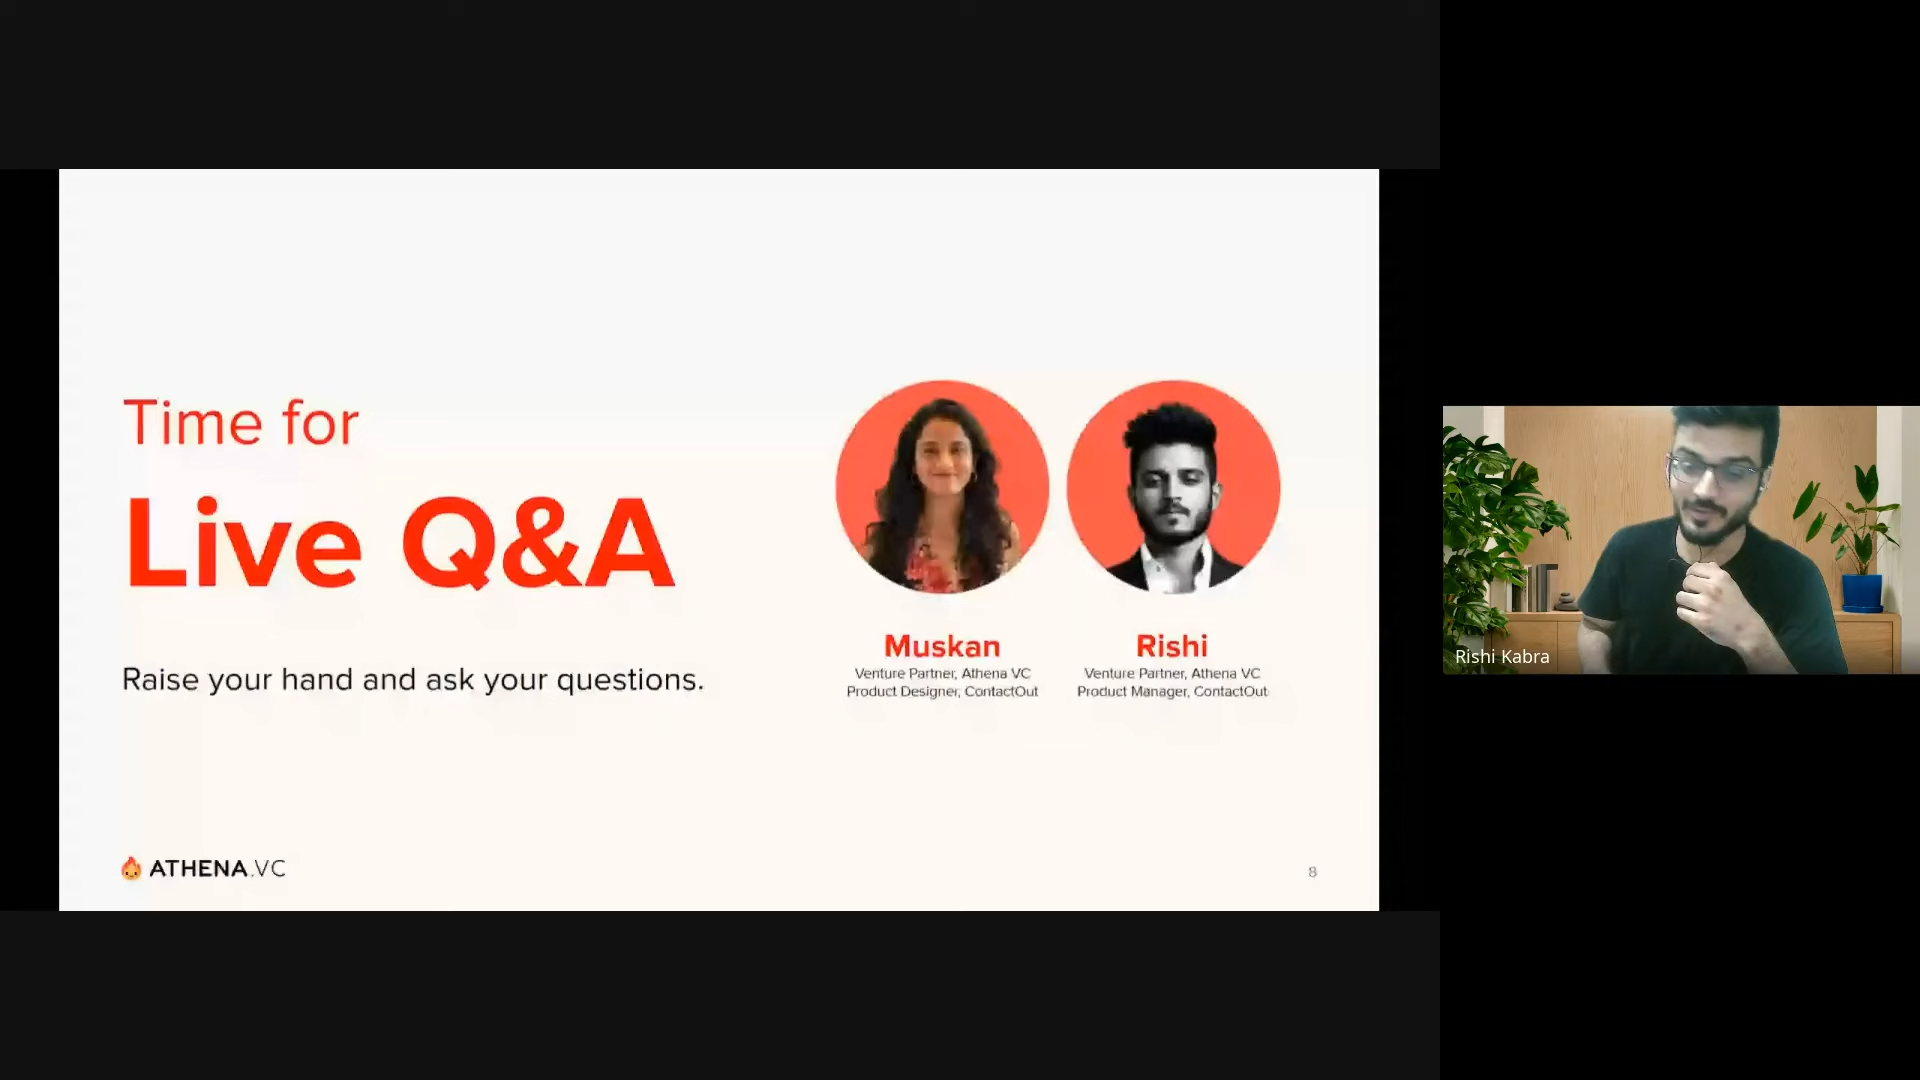 Time for
Live Q&A
Raise your hand and ask your questions.
Muskan
Venture Partner, Athena VC
Product Designer, ContactOut
Rishi
Venture Partner, Athena VC
Product Manager, ContactOut
ATHENA.VC
8
Rishi Kabra